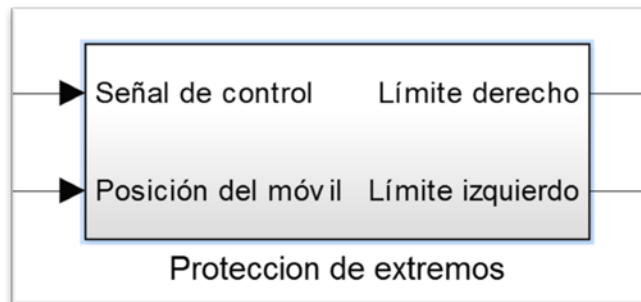 Señal de control Límite derecho
Posición del móvil Límite izquierdo
Proteccion de extremos